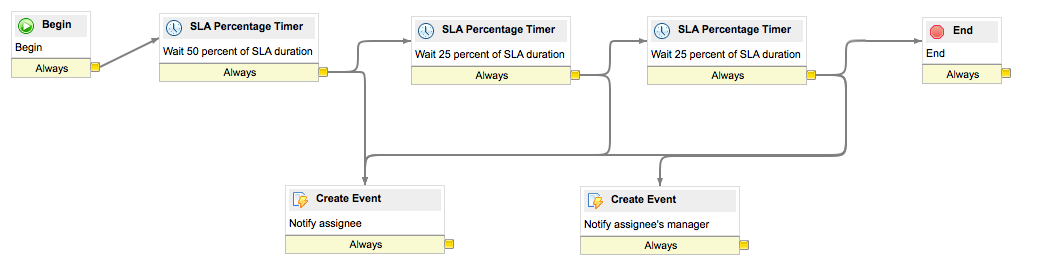 Begin
Begin
Always
SLA Percentage Timer
Wait 50 percent of SLA duration
Always
SLA Percentage Timer
Wait 25 percent of SLA duration
Always
SLA Percentage Timer
Wait 25 percent of SLA duration
Always
End
End
Always
Create Event
Notify assignee
Always
Create Event
Notify assignee's manager
Always